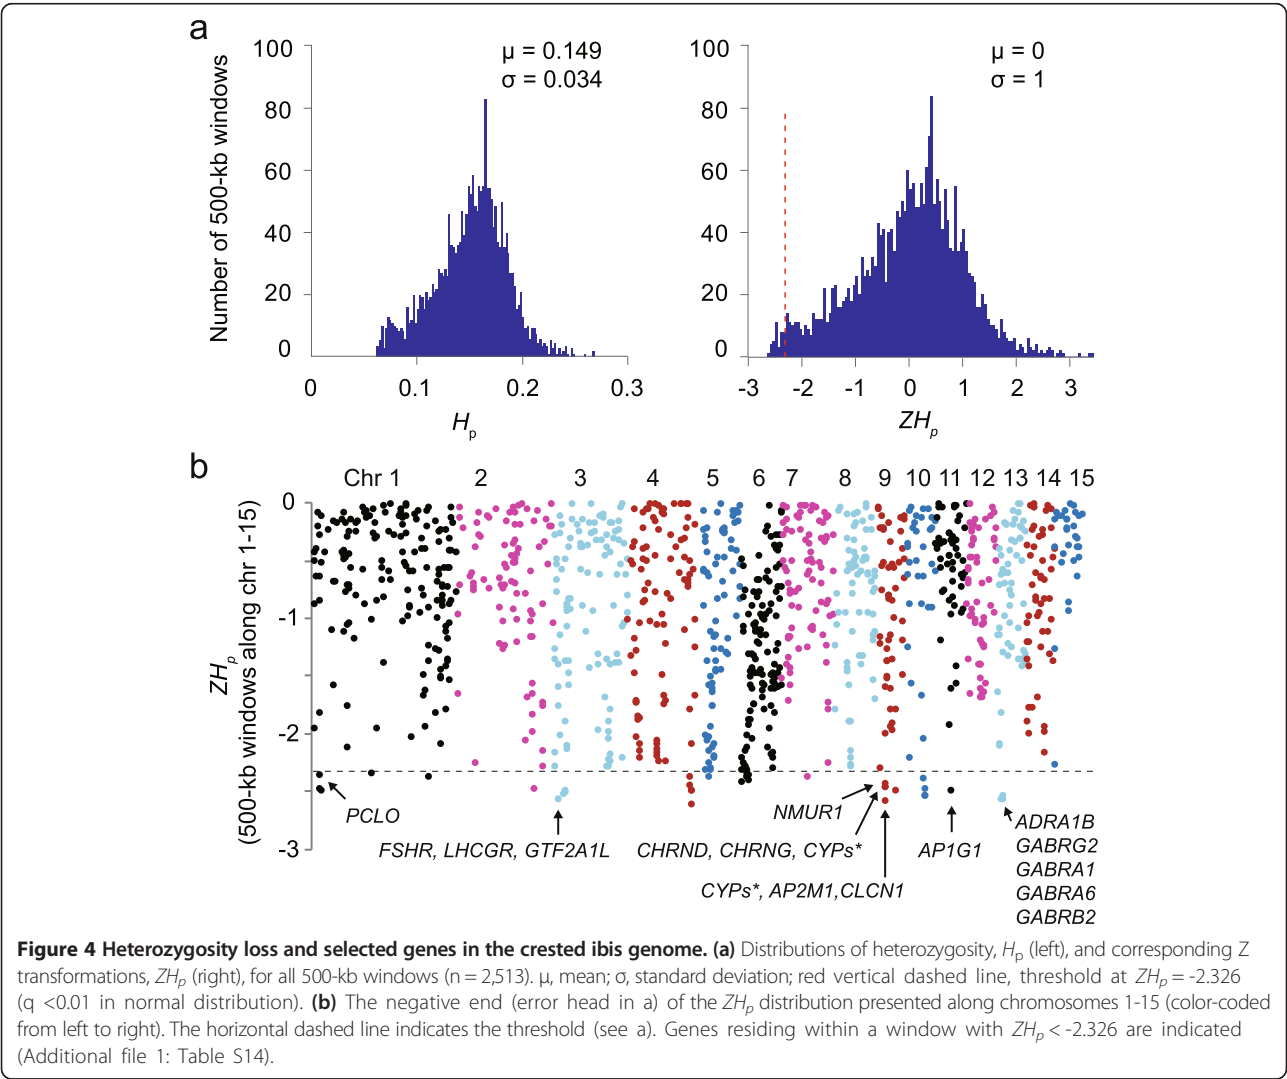 a
100
80
60
40
20
0
Number of 500-kb windows
μ = 0.149
σ = 0.034
0
0.1
0.2
0.3
Hp
100
80
60
40
20
0
μ = 0
σ = 1
-3
-2
-1
0
1
2
3
ZHp
b
Chr 1
2
3
4
5
6
7
8
9
10
11
12
13
14
15
0
-1
-2
-3
ZHp
(500-kb windows along chr 1-15)
PCLO
FSHR, LHCGR, GTF2A1L
NMUR1
CHRND, CHRNG, CYPs*
CYPs*, AP2M1,CLCN1
AP1G1
ADRA1B
GABRG2
GABRA1
GABRA6
GABRB2
Figure 4 Heterozygosity loss and selected genes in the crested ibis genome. (a) Distributions of heterozygosity, Hp (left), and corresponding Z
transformations, ZHp (right), for all 500-kb windows (n = 2,513). μ, mean; σ, standard deviation; red vertical dashed line, threshold at ZHp = -2.326
(q <0.01 in normal distribution). (b) The negative end (error head in a) of the ZHp distribution presented along chromosomes 1-15 (color-coded
from left to right). The horizontal dashed line indicates the threshold (see a). Genes residing within a window with ZHp < -2.326 are indicated
(Additional file 1: Table S14).